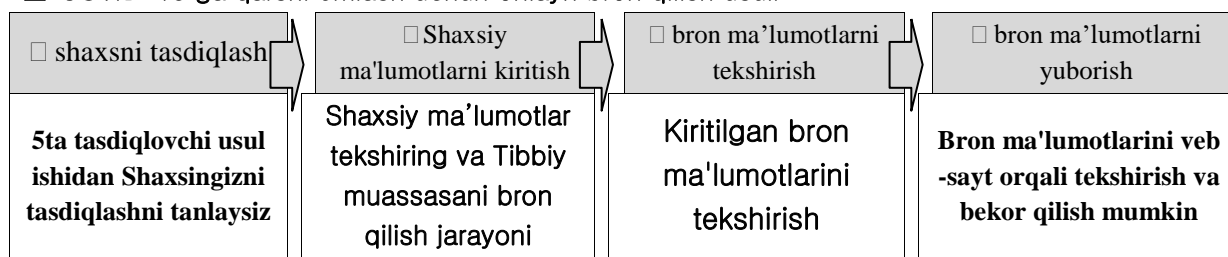 □ shaxsni tasdiqlash
□ Shaxsiy
ma'lumotlarni kiritish
□ bron ma’lumotlarni
tekshirish
□ bron ma’lumotlarni
yuborish
5ta tasdiqlovchi usul
ishidan Shaxsingizni
tasdiqlashni tanlaysiz
Shaxsiy ma’lumotlar
tekshiring va Tibbiy
muassasani bron
qilish jarayoni
Kiritilgan bron
ma'lumotlarini
tekshirish
Bron ma'lumotlarini veb
-sayt orqali tekshirish va
bekor qilish mumkin